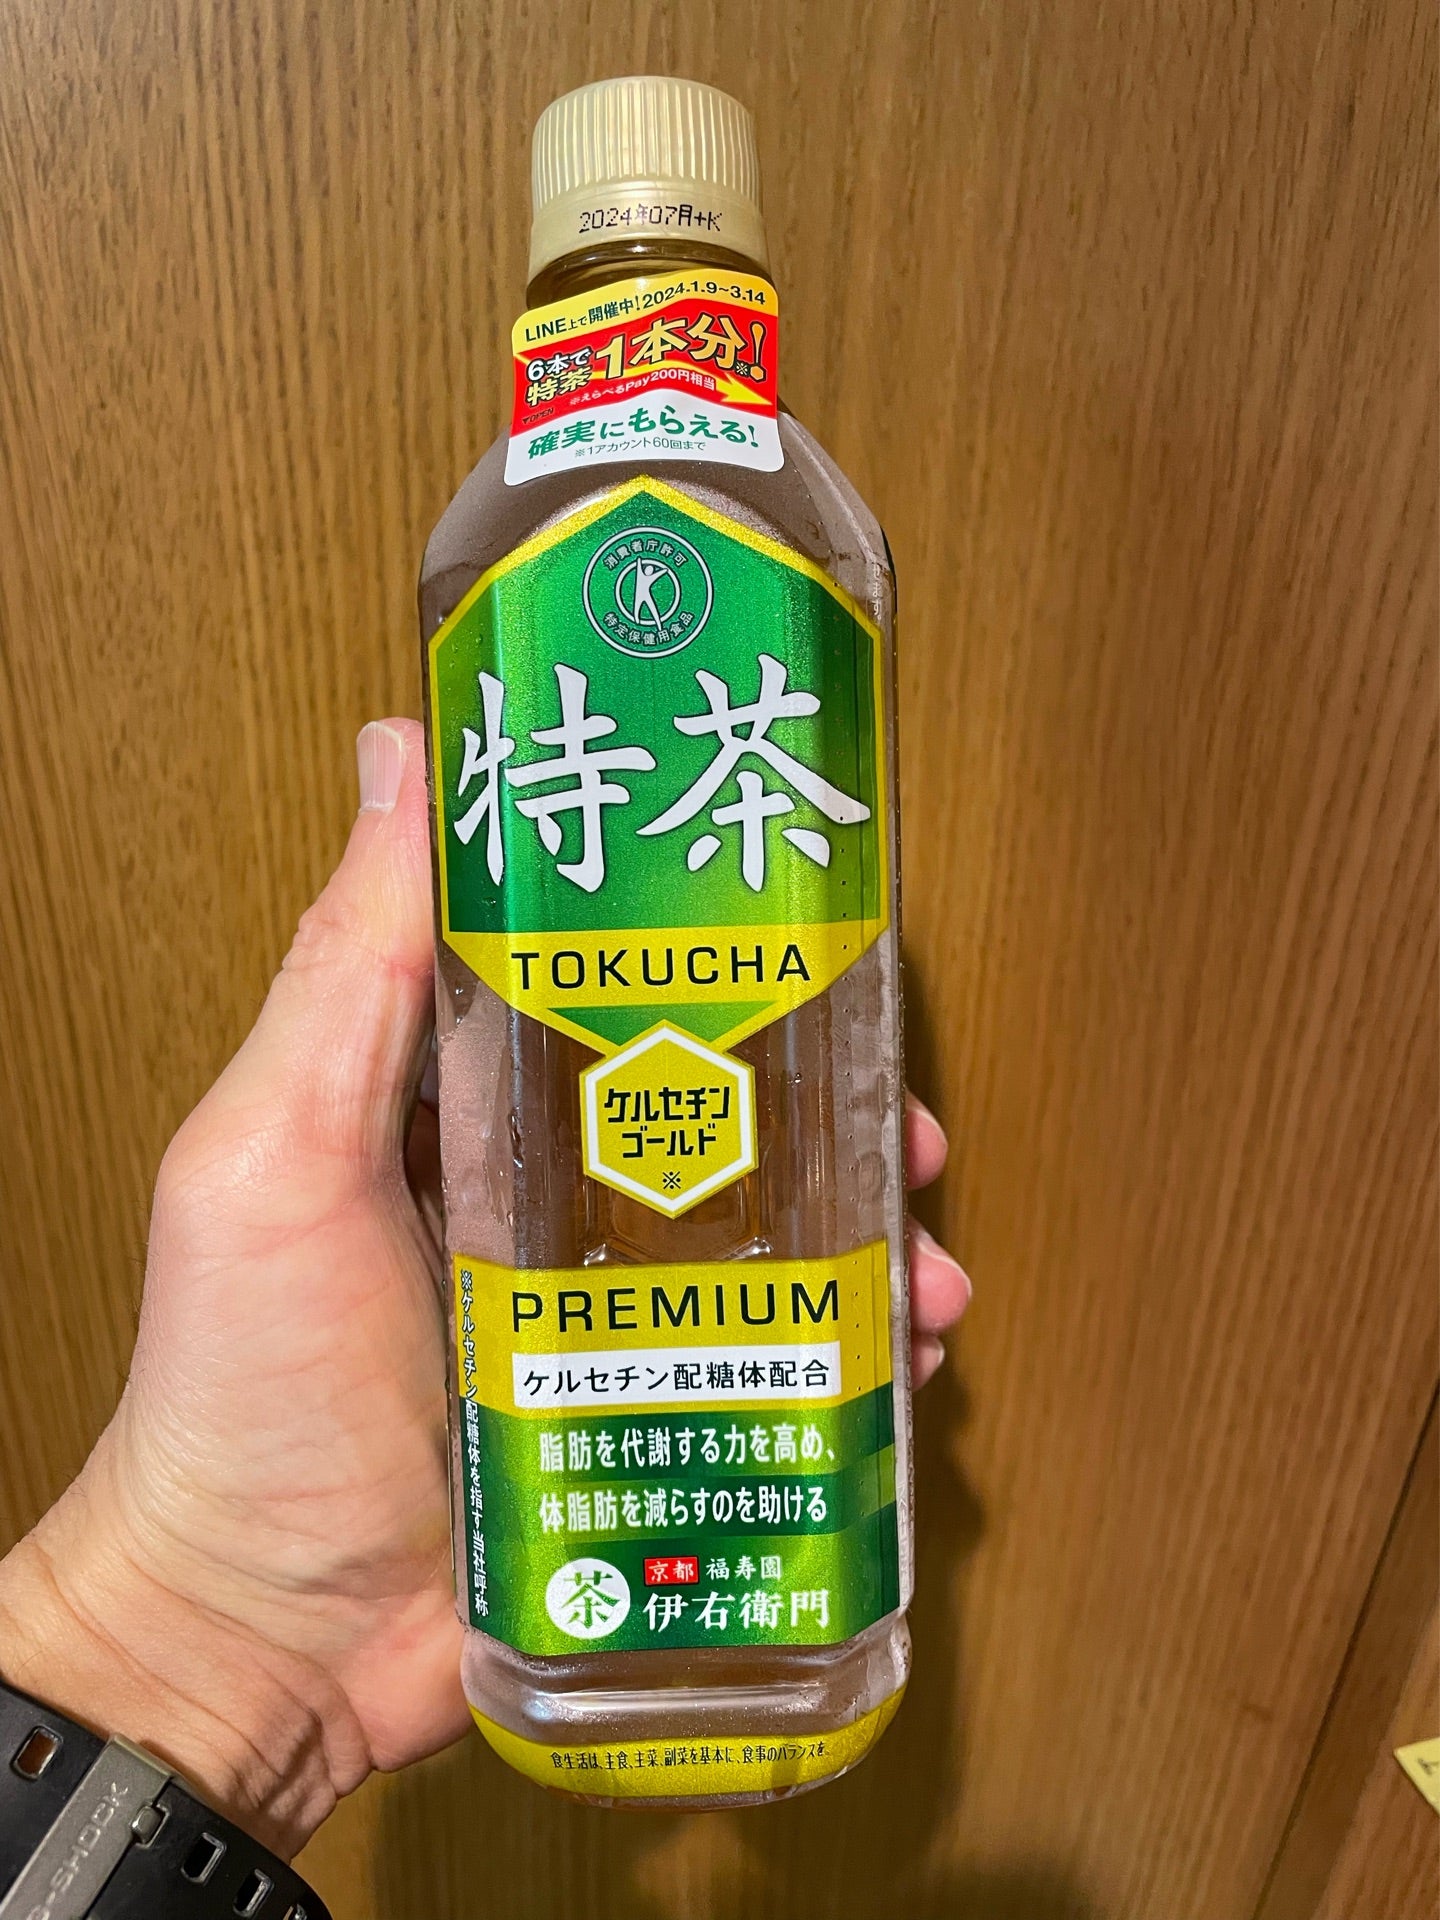 2024年07月+K
LINE上で開催中!2024.1.9~3.14
6本で
特茶
1本分!
※
※えらべるPay200円相当
▼OPEN
確実にもらえる!
※1アカウント60回まで
消費者庁許可
特定保健用食品
特茶
TOKUCHA
ケルセチン
ゴールド
※
PREMIUM
ケルセチン配糖体配合
※ケルセチン配糖体を指す当社呼称
脂肪を代謝する力を高め、
体脂肪を減らすのを助ける
茶
京都 福寿園
伊右衛門
食生活は、主食、主菜、副菜を基本に、食事のバランスを。
G-SHOCK